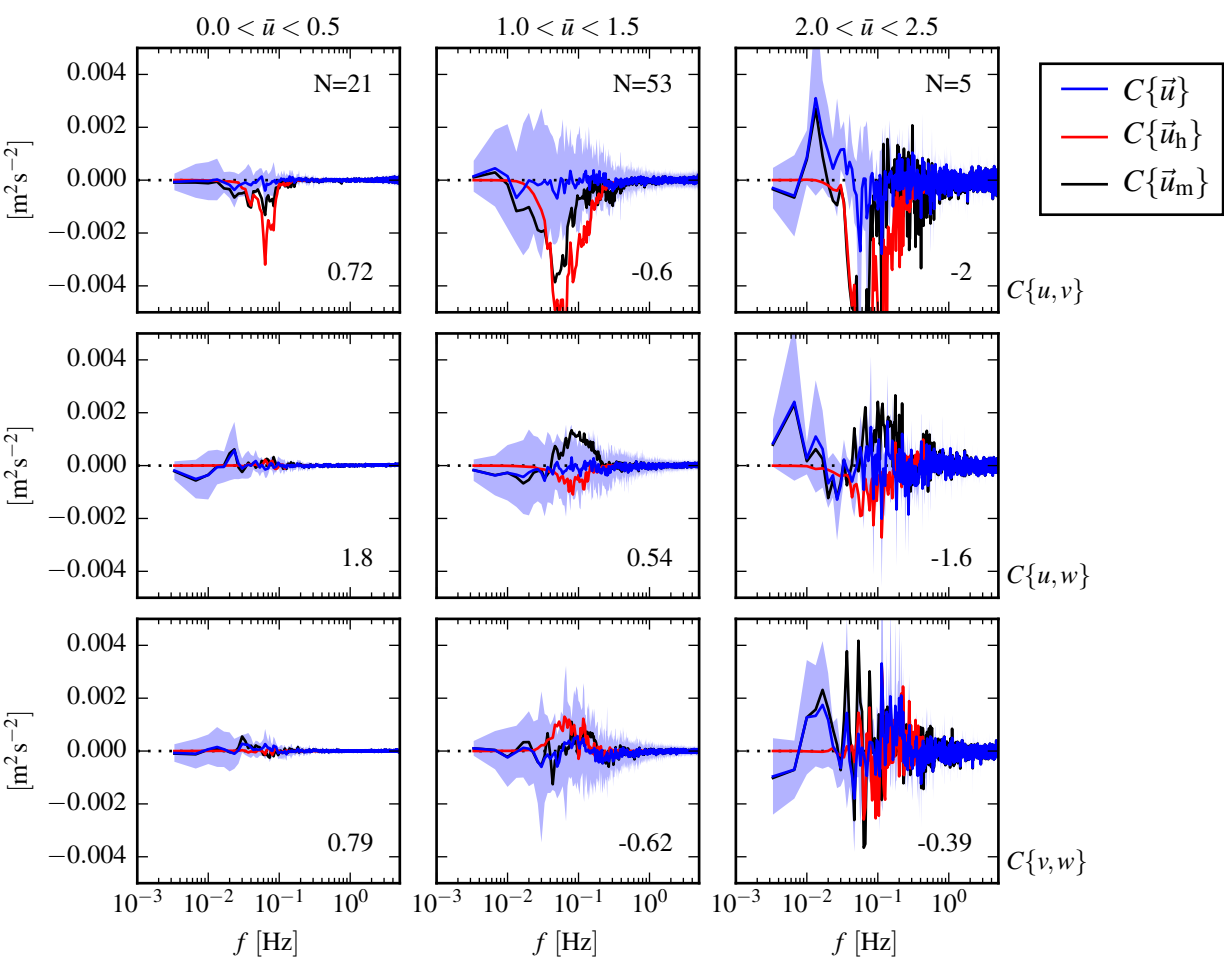 0.0 < ū < 0.5
1.0 < ū < 1.5
2.0 < ū < 2.5
[m²s⁻²]
0.004
0.002
0.000
−0.002
−0.004
N=21
0.72
N=53
-0.6
N=5
-2
C{u,v}
C{u⃗}
C{u⃗ₕ}
C{u⃗ₘ}
[m²s⁻²]
0.004
0.002
0.000
−0.002
−0.004
1.8
0.54
-1.6
C{u,w}
[m²s⁻²]
0.004
0.002
0.000
−0.002
−0.004
0.79
-0.62
-0.39
C{v,w}
10⁻³ 10⁻² 10⁻¹ 10⁰
10⁻³ 10⁻² 10⁻¹ 10⁰
10⁻³ 10⁻² 10⁻¹ 10⁰
f [Hz]
f [Hz]
f [Hz]